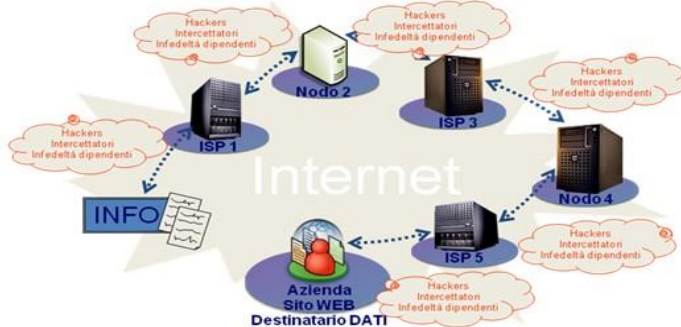 Hackers
Intercettatori
Infedeltà dipendenti
Hackers
Intercettatori
Infedeltà dipendenti
Nodo 2
Hackers
Intercettatori
Infedeltà dipendenti
ISP 3
Hackers
Intercettatori
Infedeltà dipendenti
ISP 1
Internet
Nodo 4
INFO
ISP 5
Hackers
Intercettatori
Infedeltà dipendenti
Azienda
Sito WEB
Destinatario DATI
Hackers
Intercettatori
Infedeltà dipendenti